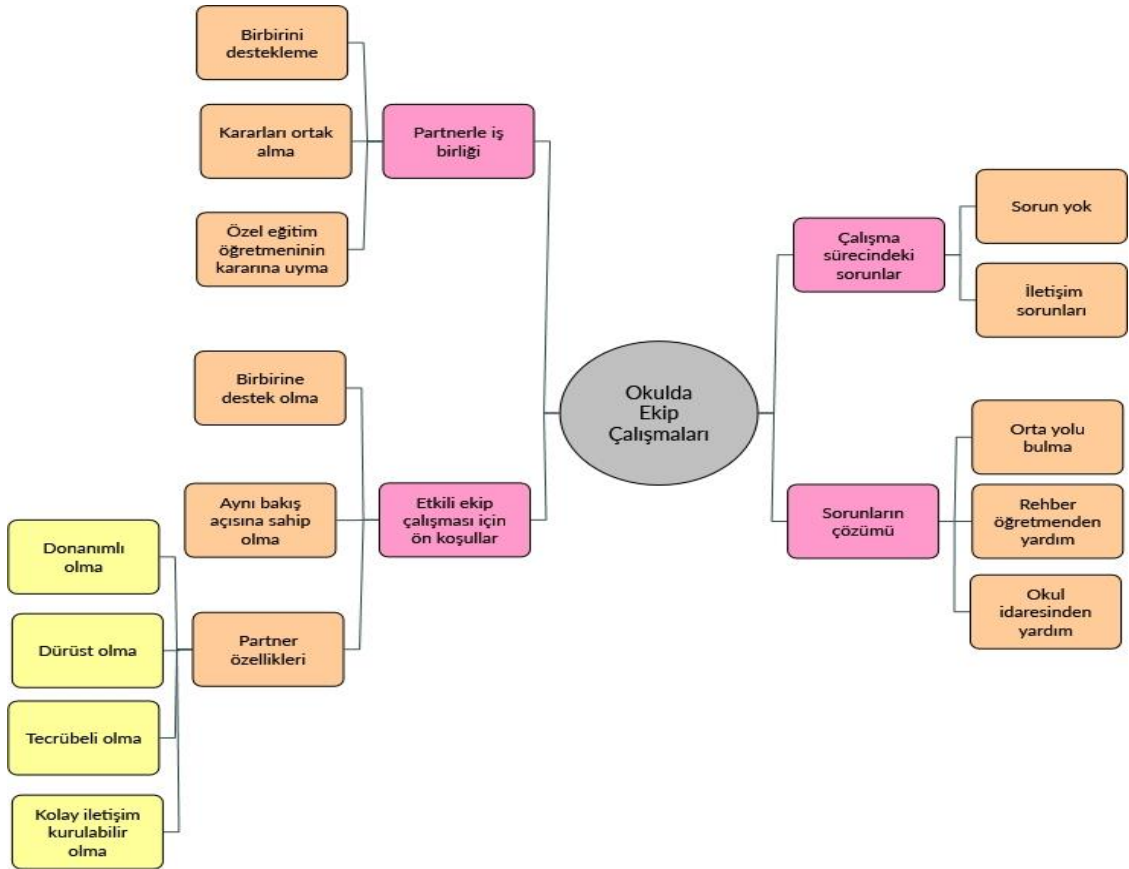 Birbirini
destekleme
Kararları ortak
alma
Özel eğitim
öğretmeninin
kararına uyma
Partnerle iş
birliği
Birbirine
destek olma
Aynı bakış
açısına sahip
olma
Partner
özellikleri
Etkili ekip
çalışması için
ön koşullar
Donanımlı
olma
Dürüst olma
Tecrübeli olma
Kolay iletişim
kurulabilir
olma
Okulda
Ekip
Çalışmaları
Çalışma
sürecindeki
sorunlar
Sorun yok
İletişim
sorunları
Sorunların
çözümü
Orta yolu
bulma
Rehber
öğretmenden
yardım
Okul
idaresinden
yardım